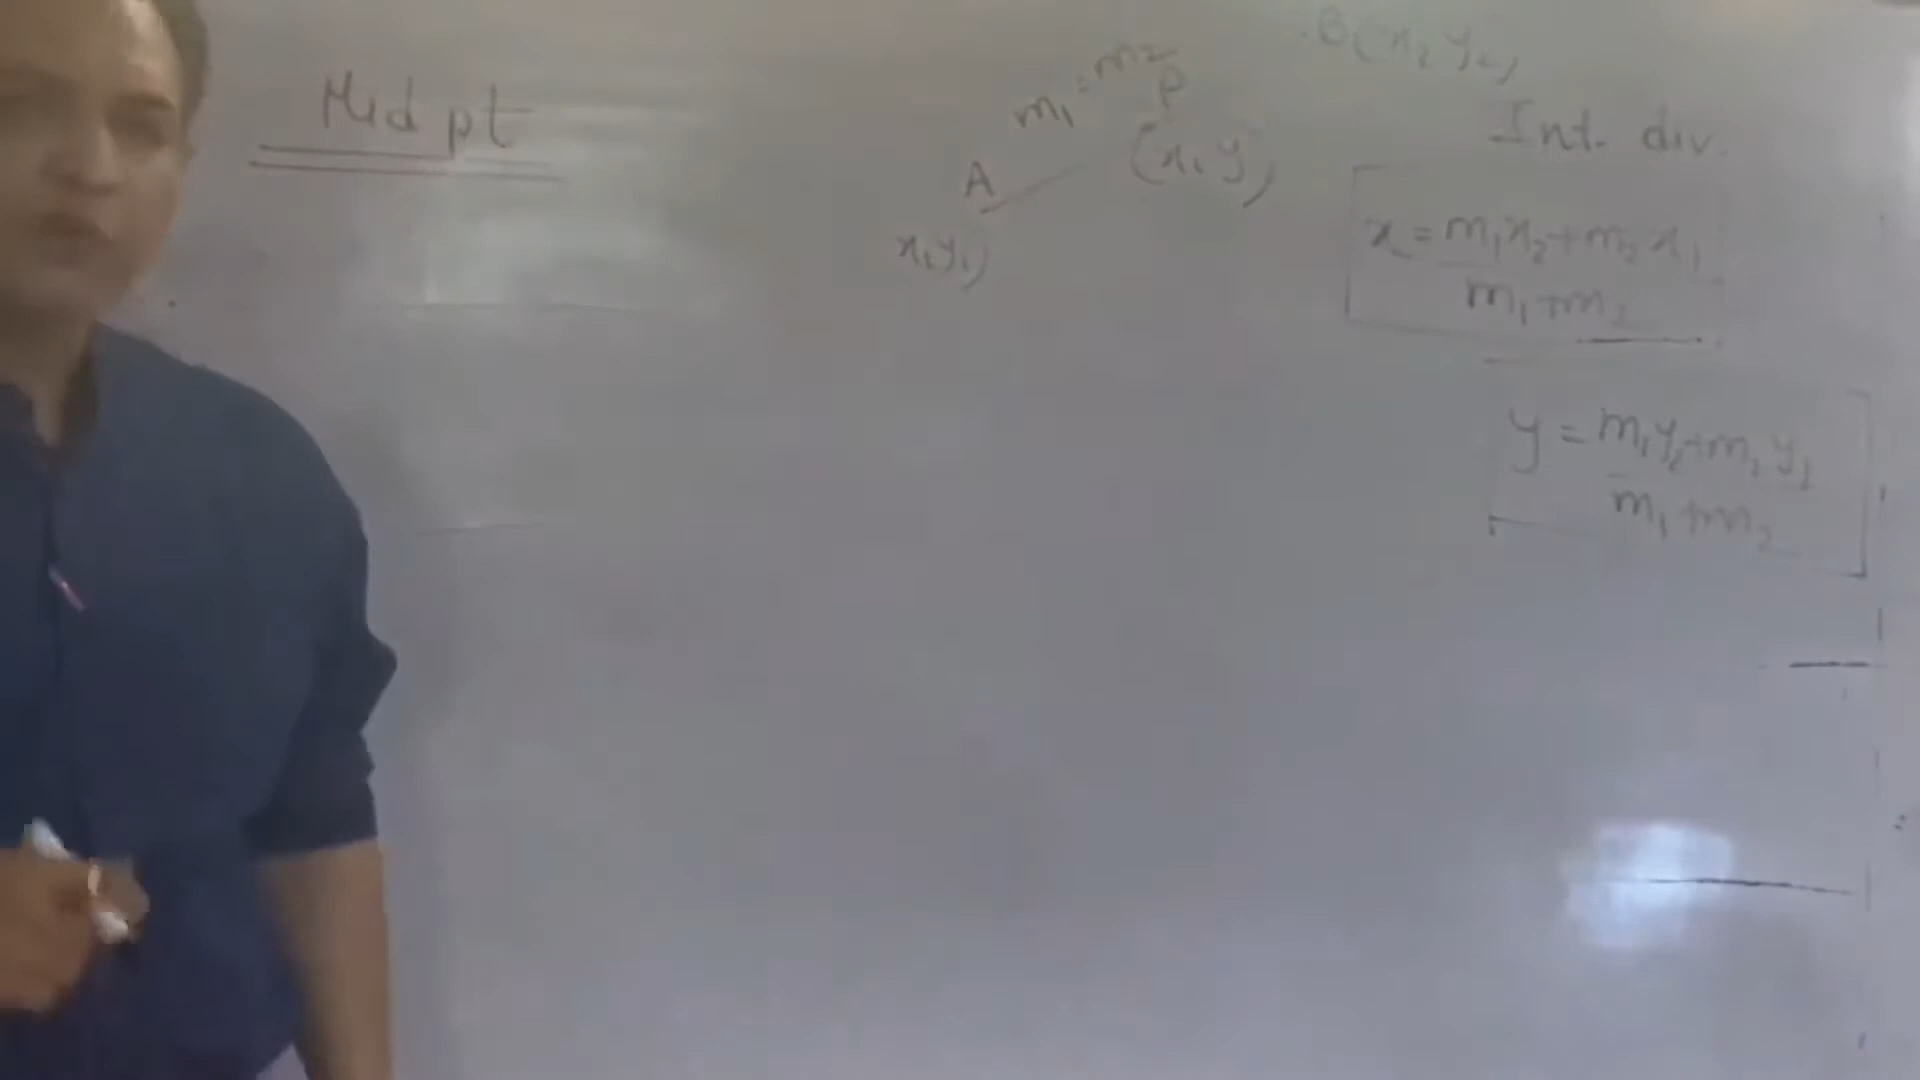 Mid pt
m₁ = m₂
P
(x, y)
A
x₁, y₁)
B(x₂ y₂)
Int. div.
x = m₁x₂+m₂x₁
m₁+m₂
y = m₁y₂+m₂y₁
m₁+m₂